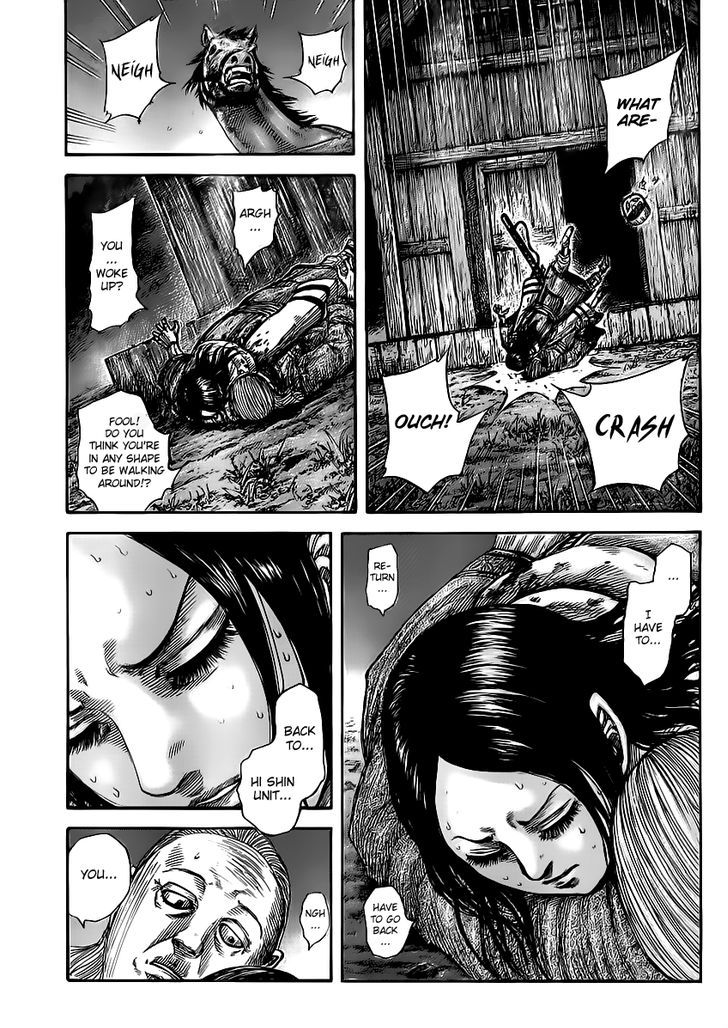 WHAT
ARE-
CRASH
OUCH!
NEIGH
NEIGH
ARGH
...
YOU
...
WOKE
UP?
FOOL!
DO YOU
THINK YOU'RE
IN ANY SHAPE
TO BE WALKING
AROUND!?
...
I
HAVE
TO...
RE-
TURN
...
HAVE
TO GO
BACK
...
BACK
TO...
HI SHIN
UNIT...
NGH
...
YOU...